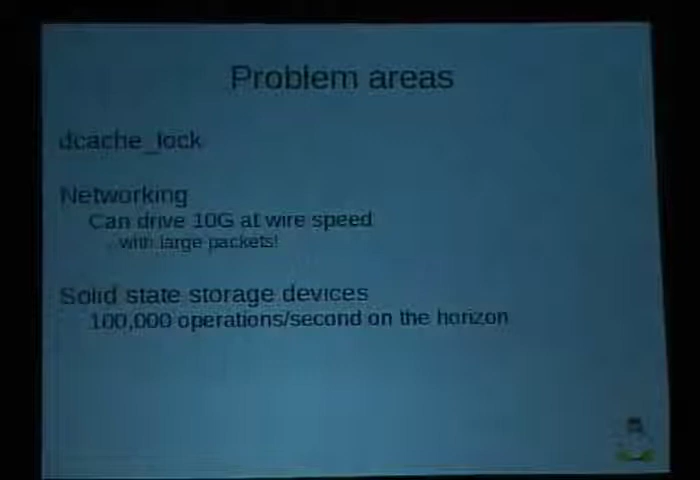 Problem areas
dcache_lock
Networking
Can drive 10G at wire speed
...with large packets!
Solid state storage devices
100,000 operations/second on the horizon